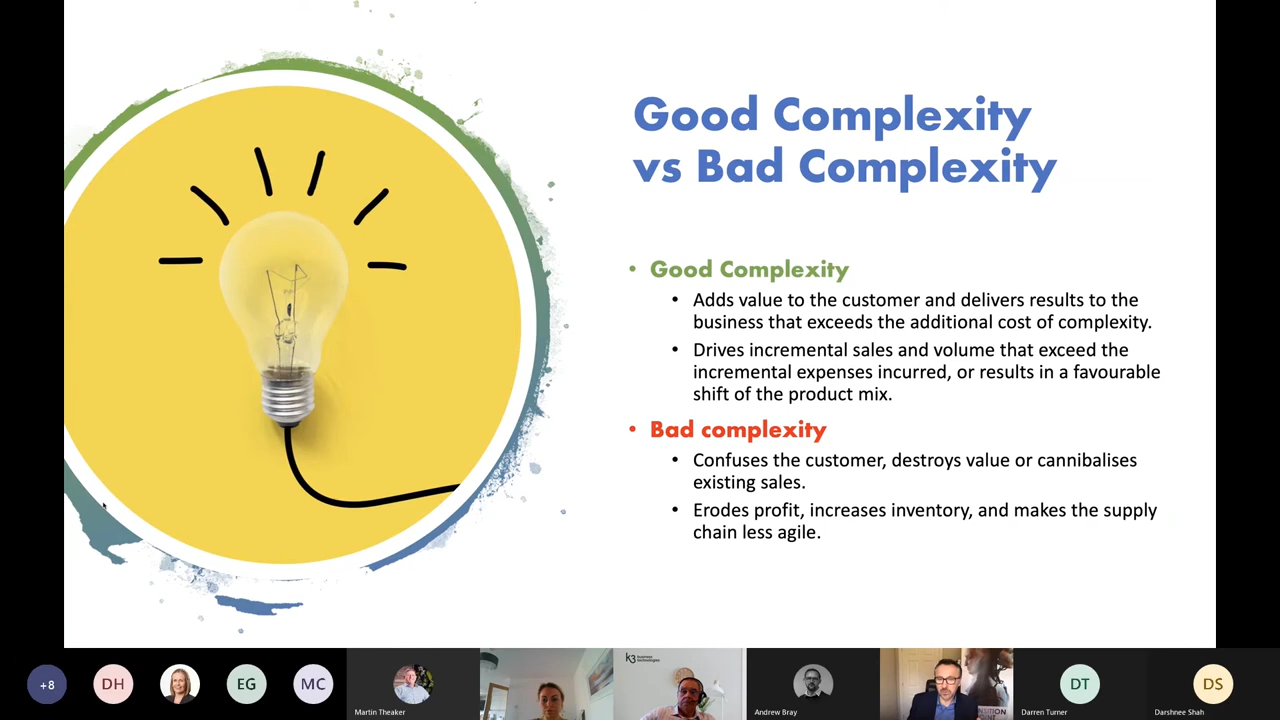 Good Complexity
vs Bad Complexity
• Good Complexity
• Adds value to the customer and delivers results to the
business that exceeds the additional cost of complexity.
• Drives incremental sales and volume that exceed the
incremental expenses incurred, or results in a favourable
shift of the product mix.
• Bad complexity
• Confuses the customer, destroys value or cannibalises
existing sales.
• Erodes profit, increases inventory, and makes the supply
chain less agile.
+8
DH
EG
MC
Martin Theaker
k3 business
technologies
Andrew Bray
DT
Darren Turner
DS
Darshnee Shah